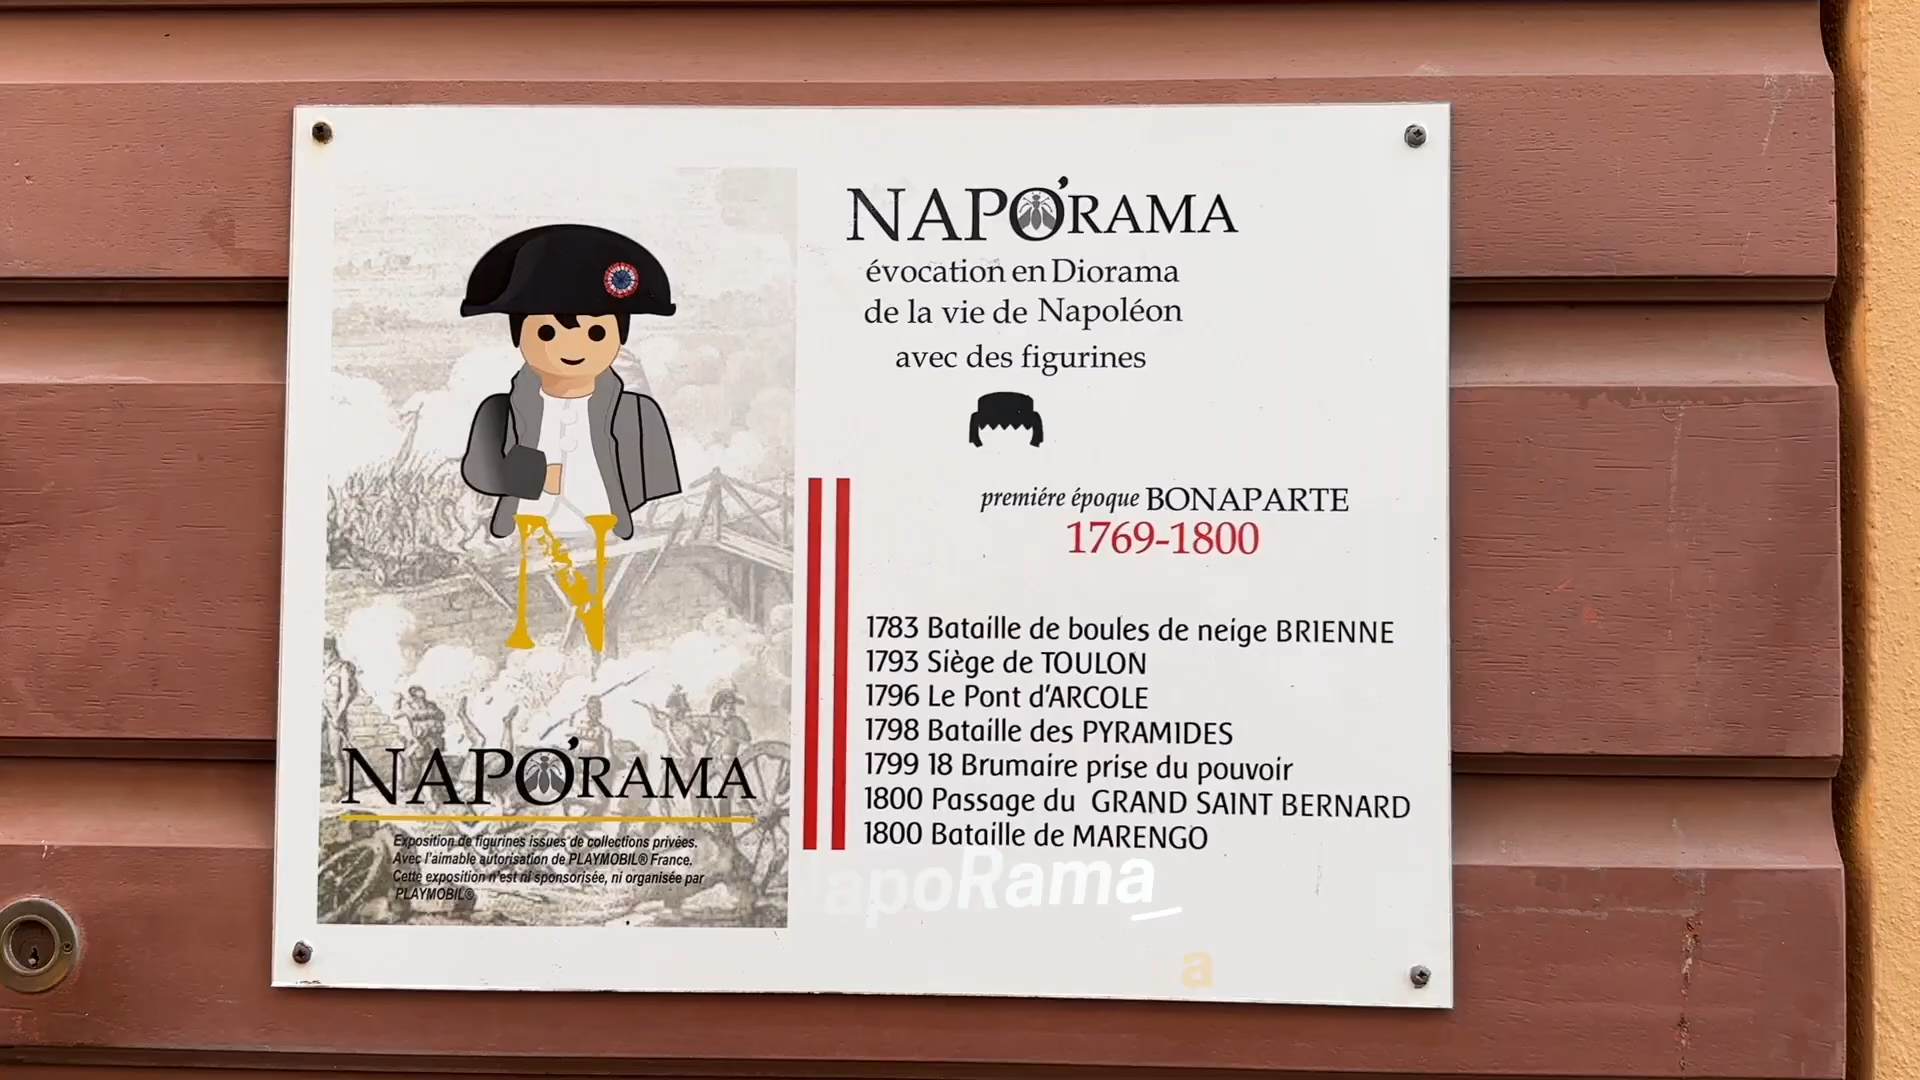 NAPO'RAMA
Exposition de figurines issues de collections privées.
Avec l'aimable autorisation de PLAYMOBIL® France.
Cette exposition n'est ni sponsorisée, ni organisée par
PLAYMOBIL®
NAPO'RAMA
évocation en Diorama
de la vie de Napoléon
avec des figurines
premiére époque BONAPARTE
1769-1800
1783 Bataille de boules de neige BRIENNE
1793 Siège de TOULON
1796 Le Pont d'ARCOLE
1798 Bataille des PYRAMIDES
1799 18 Brumaire prise du pouvoir
1800 Passage du GRAND SAINT BERNARD
1800 Bataille de MARENGO
apoRama_
a
N